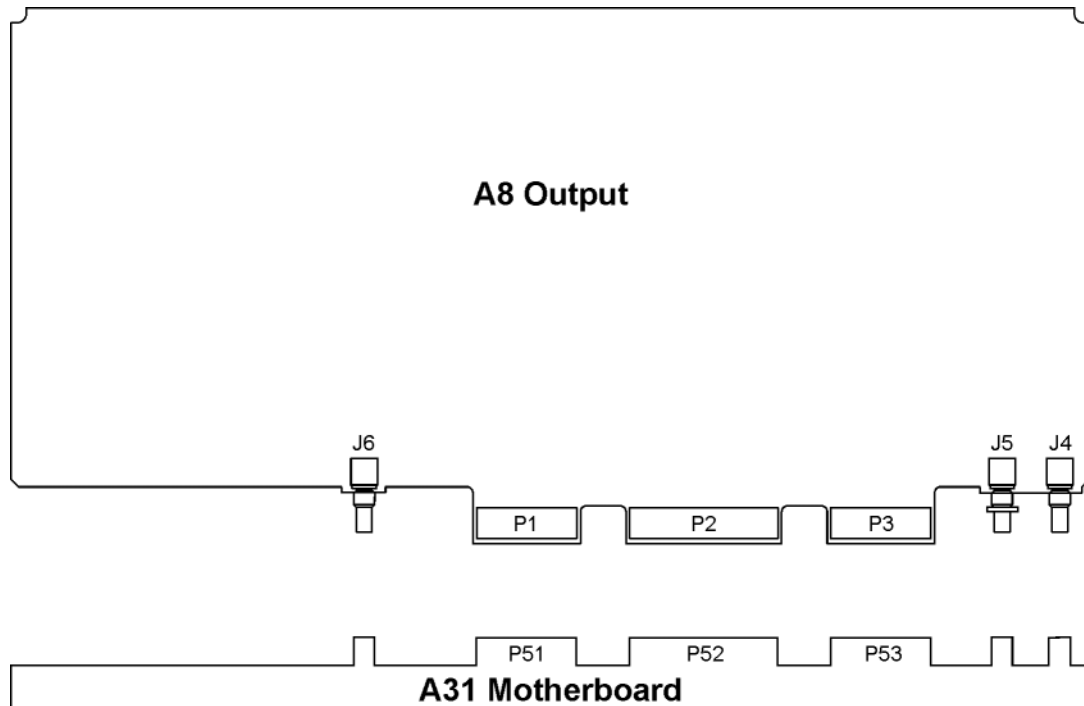 A8 Output
J6 J5 J4
P1 P2 P3
P51 P52 P53
A31 Motherboard